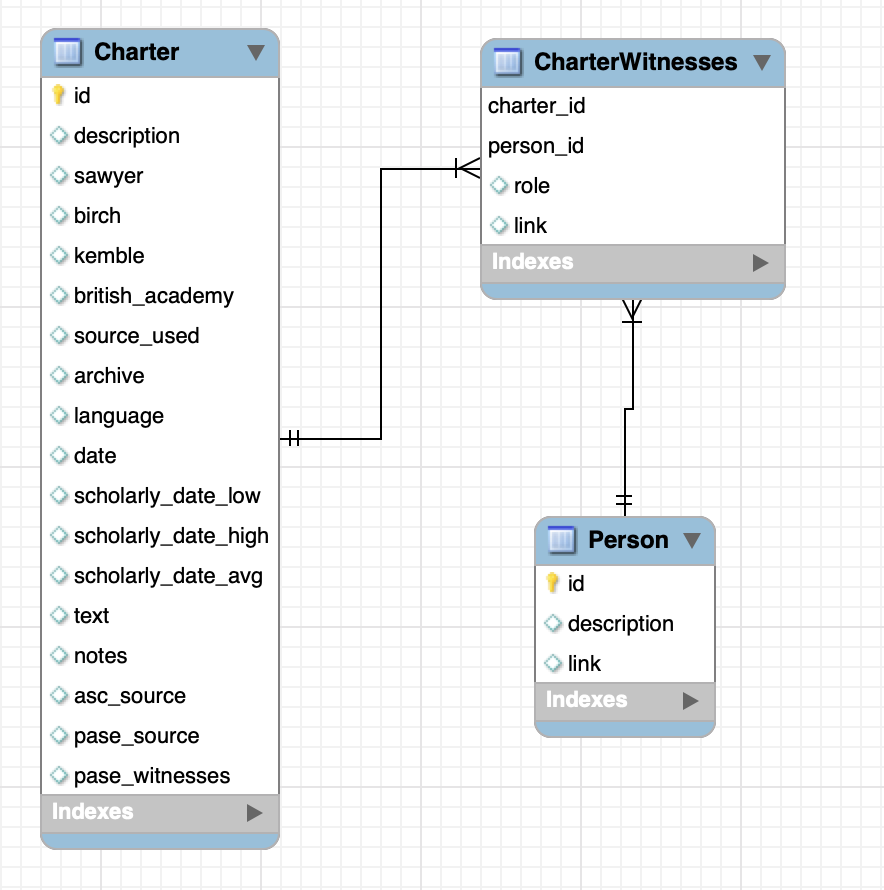 Charter
id
description
sawyer
birch
kemble
british_academy
source_used
archive
language
date
scholarly_date_low
scholarly_date_high
scholarly_date_avg
text
notes
asc_source
pase_source
pase_witnesses
Indexes
CharterWitnesses
charter_id
person_id
role
link
Indexes
Person
id
description
link
Indexes